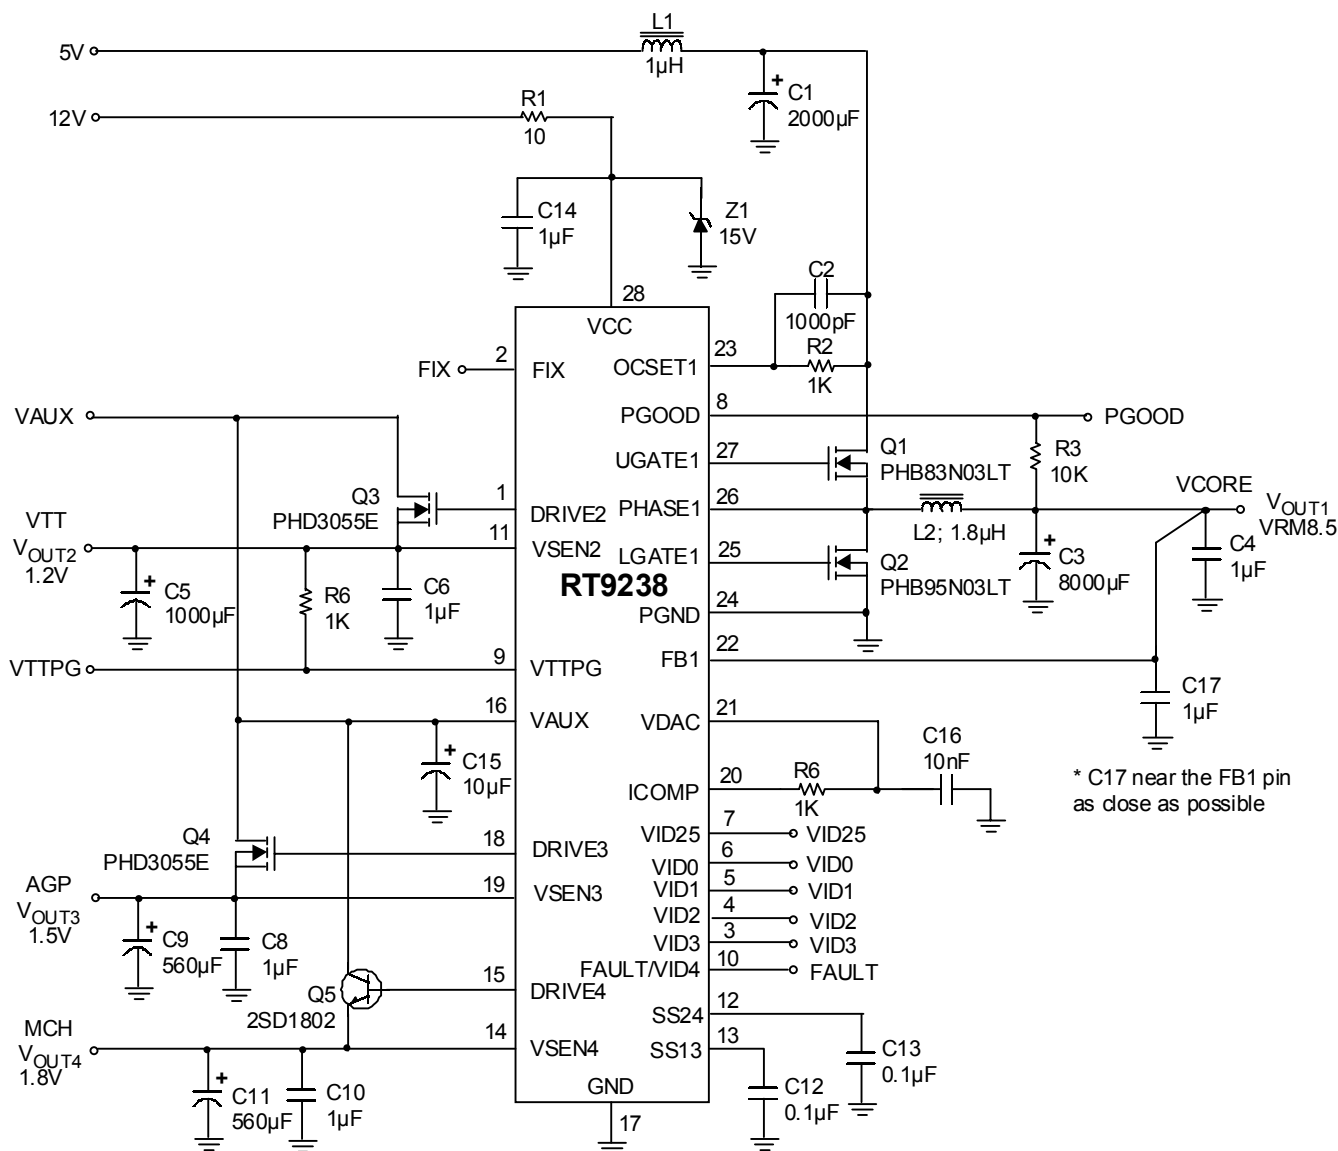 L1
5V
1µH
+
C1
2000µF
12V
R1
10
C14
1µF
Z1
15V
C2
1000pF
28
VCC
23
OCSET1
R2
1K
2
FIX
FIX
8
PGOOD
PGOOD
VAUX
27
UGATE1
Q1
PHB83N03LT
R3
10K
Q3
PHD3055E
1
DRIVE2
26
PHASE1
VCORE
VOUT1
VRM8.5
L2; 1.8µH
VTT
VOUT2
1.2V
11
VSEN2
25
LGATE1
Q2
PHB95N03LT
+
C3
8000µF
C4
1µF
RT9238
+
C5
1000µF
R6
1K
C6
1µF
24
PGND
22
FB1
VTTPG
9
VTTPG
C17
1µF
16
VAUX
21
VDAC
C16
10nF
* C17 near the FB1 pin
as close as possible
+
C15
10µF
20
ICOMP
R6
1K
7
VID25
VID25
Q4
PHD3055E
18
DRIVE3
6
VID0
VID0
5
VID1
VID1
AGP
VOUT3
1.5V
19
VSEN3
4
VID2
VID2
3
VID3
VID3
+
C9
560µF
C8
1µF
10
FAULT/VID4
FAULT
Q5
2SD1802
15
DRIVE4
12
SS24
MCH
VOUT4
1.8V
14
VSEN4
13
SS13
C13
0.1µF
+
C11
560µF
C10
1µF
GND
17
C12
0.1µF